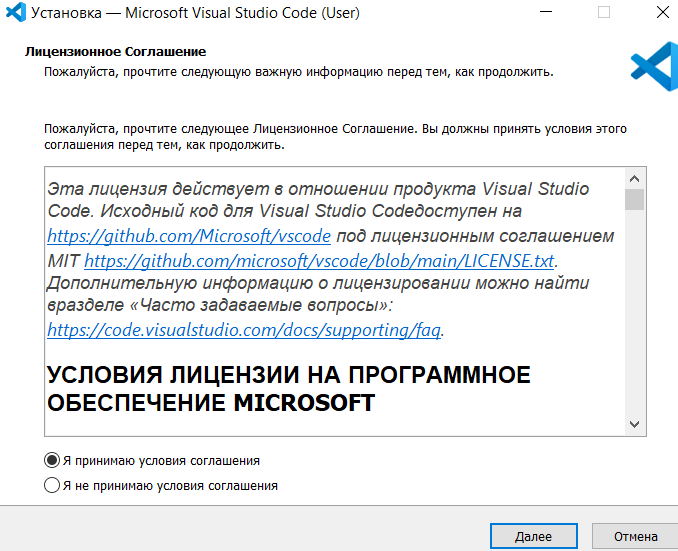 Установка — Microsoft Visual Studio Code (User)
Лицензионное Соглашение
Пожалуйста, прочтите следующую важную информацию перед тем, как продолжить.
Пожалуйста, прочтите следующее Лицензионное Соглашение. Вы должны принять условия этого
соглашения перед тем, как продолжить.
Эта лицензия действует в отношении продукта Visual Studio
Code. Исходный код для Visual Studio Codeдоступен на
https://github.com/Microsoft/vscode под лицензионным соглашением
MIT https://github.com/microsoft/vscode/blob/main/LICENSE.txt.
Дополнительную информацию о лицензировании можно найти
вразделе «Часто задаваемые вопросы»:
https://code.visualstudio.com/docs/supporting/faq.
УСЛОВИЯ ЛИЦЕНЗИИ НА ПРОГРАММНОЕ
ОБЕСПЕЧЕНИЕ MICROSOFT
Я принимаю условия соглашения
Я не принимаю условия соглашения
Далее Отмена